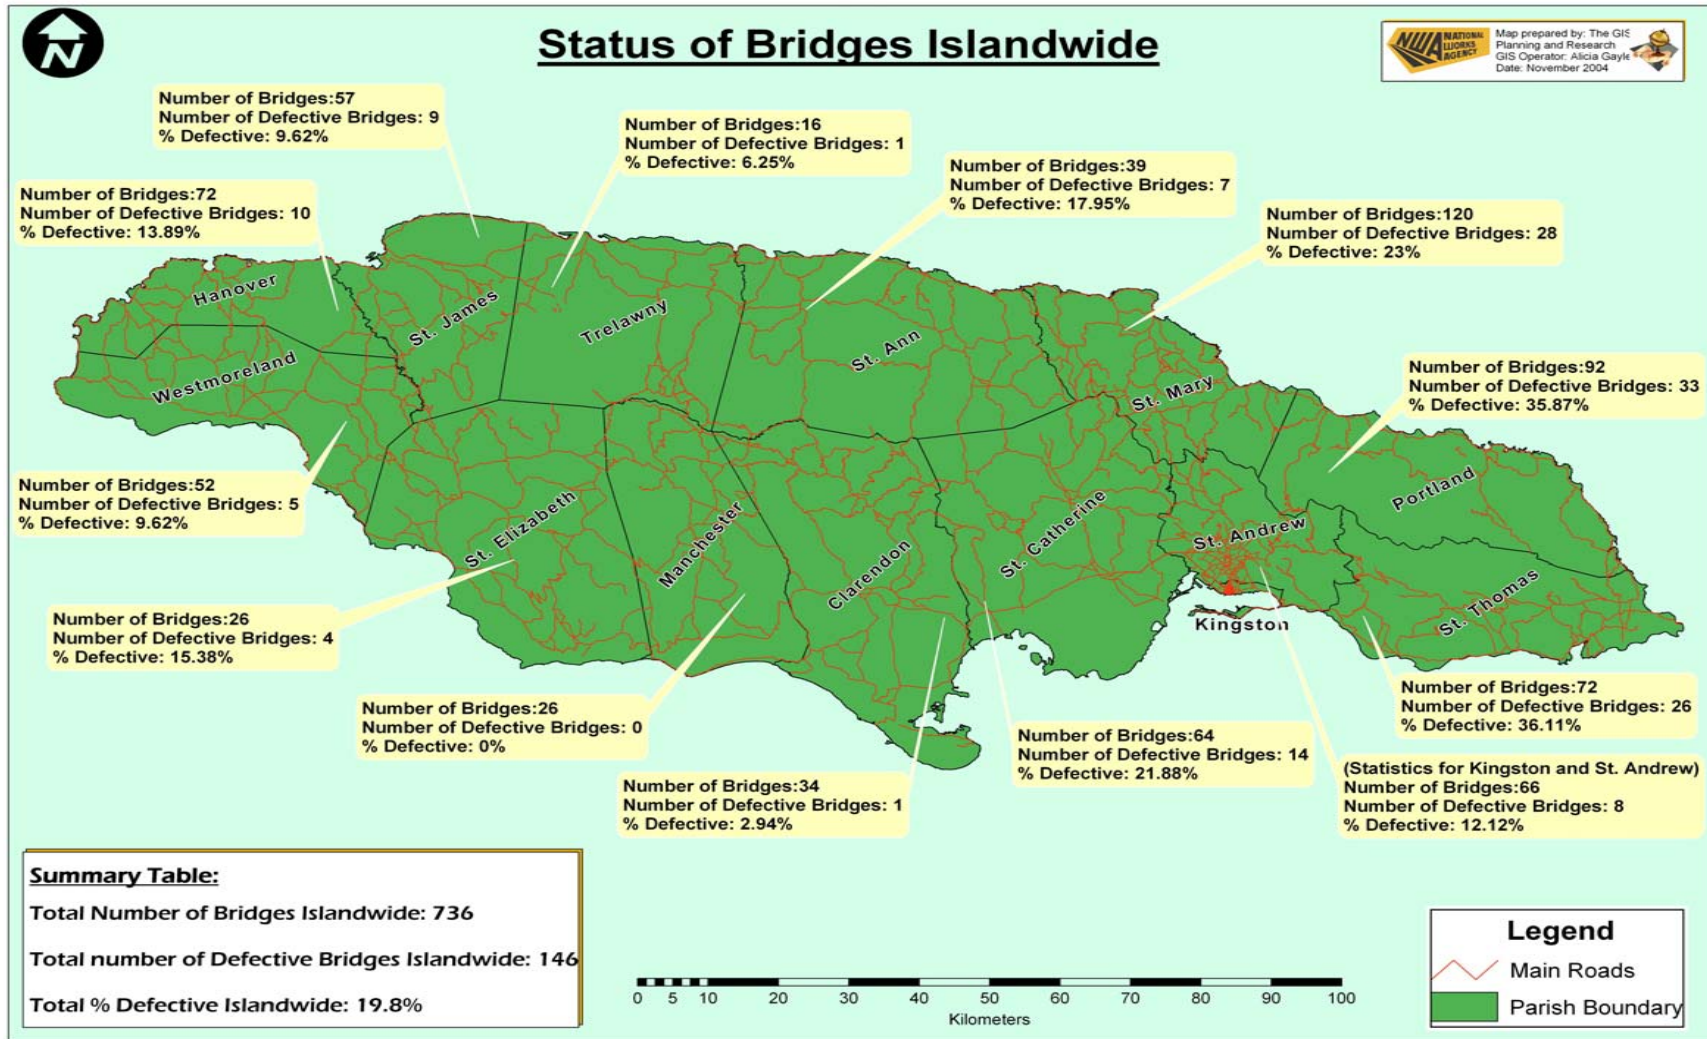 N
Status of Bridges Islandwide
NWA NATIONAL
WORKS
AGENCY
Map prepared by: The GIS
Planning and Research
GIS Operator: Alicia Gayle
Date: November 2004
Number of Bridges:57
Number of Defective Bridges: 9
% Defective: 9.62%
Number of Bridges:16
Number of Defective Bridges: 1
% Defective: 6.25%
Number of Bridges:39
Number of Defective Bridges: 7
% Defective: 17.95%
Number of Bridges:72
Number of Defective Bridges: 10
% Defective: 13.89%
Number of Bridges:120
Number of Defective Bridges: 28
% Defective: 23%
Hanover
St. James
Trelawny
St. Ann
Westmoreland
St. Mary
Number of Bridges:92
Number of Defective Bridges: 33
% Defective: 35.87%
Number of Bridges:52
Number of Defective Bridges: 5
% Defective: 9.62%
St. Elizabeth
Manchester
Clarendon
St. Catherine
St. Andrew
Portland
St. Thomas
Kingston
Number of Bridges:26
Number of Defective Bridges: 4
% Defective: 15.38%
Number of Bridges:26
Number of Defective Bridges: 0
% Defective: 0%
Number of Bridges:34
Number of Defective Bridges: 1
% Defective: 2.94%
Number of Bridges:64
Number of Defective Bridges: 14
% Defective: 21.88%
Number of Bridges:72
Number of Defective Bridges: 26
% Defective: 36.11%
(Statistics for Kingston and St. Andrew)
Number of Bridges:66
Number of Defective Bridges: 8
% Defective: 12.12%
Summary Table:
Total Number of Bridges Islandwide: 736
Total number of Defective Bridges Islandwide: 146
Total % Defective Islandwide: 19.8%
0 5 10 20 30 40 50 60 70 80 90 100
Kilometers
Legend
Main Roads
Parish Boundary